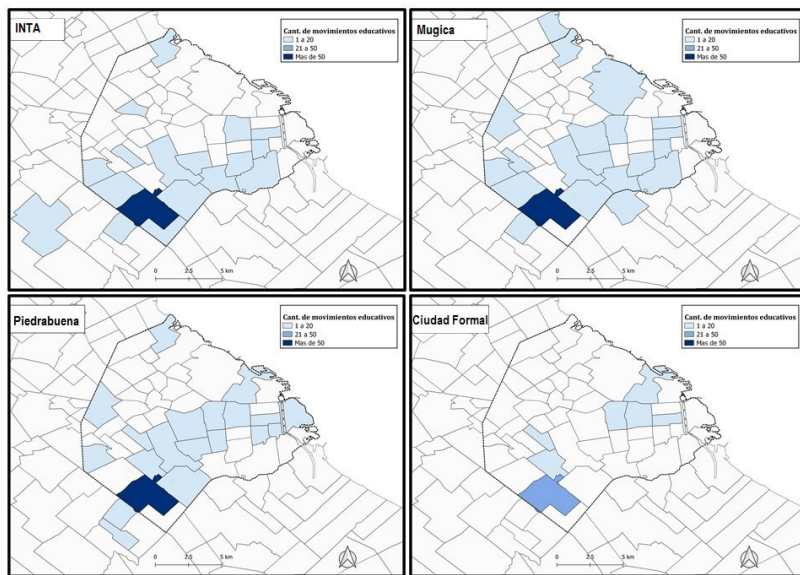 INTA
Cant. de movimientos educativos
1 a 20
21 a 50
Mas de 50
0 2.5 5 km
Mugica
Cant. de movimientos educativos
1 a 20
21 a 50
Mas de 50
0 2.5 5 km
Piedrabuena
Cant. de movimientos educativos
1 a 20
21 a 50
Mas de 50
0 2.5 5 km
Ciudad Formal
Cant. de movimientos educativos
1 a 20
21 a 50
Mas de 50
0 2.5 5 km